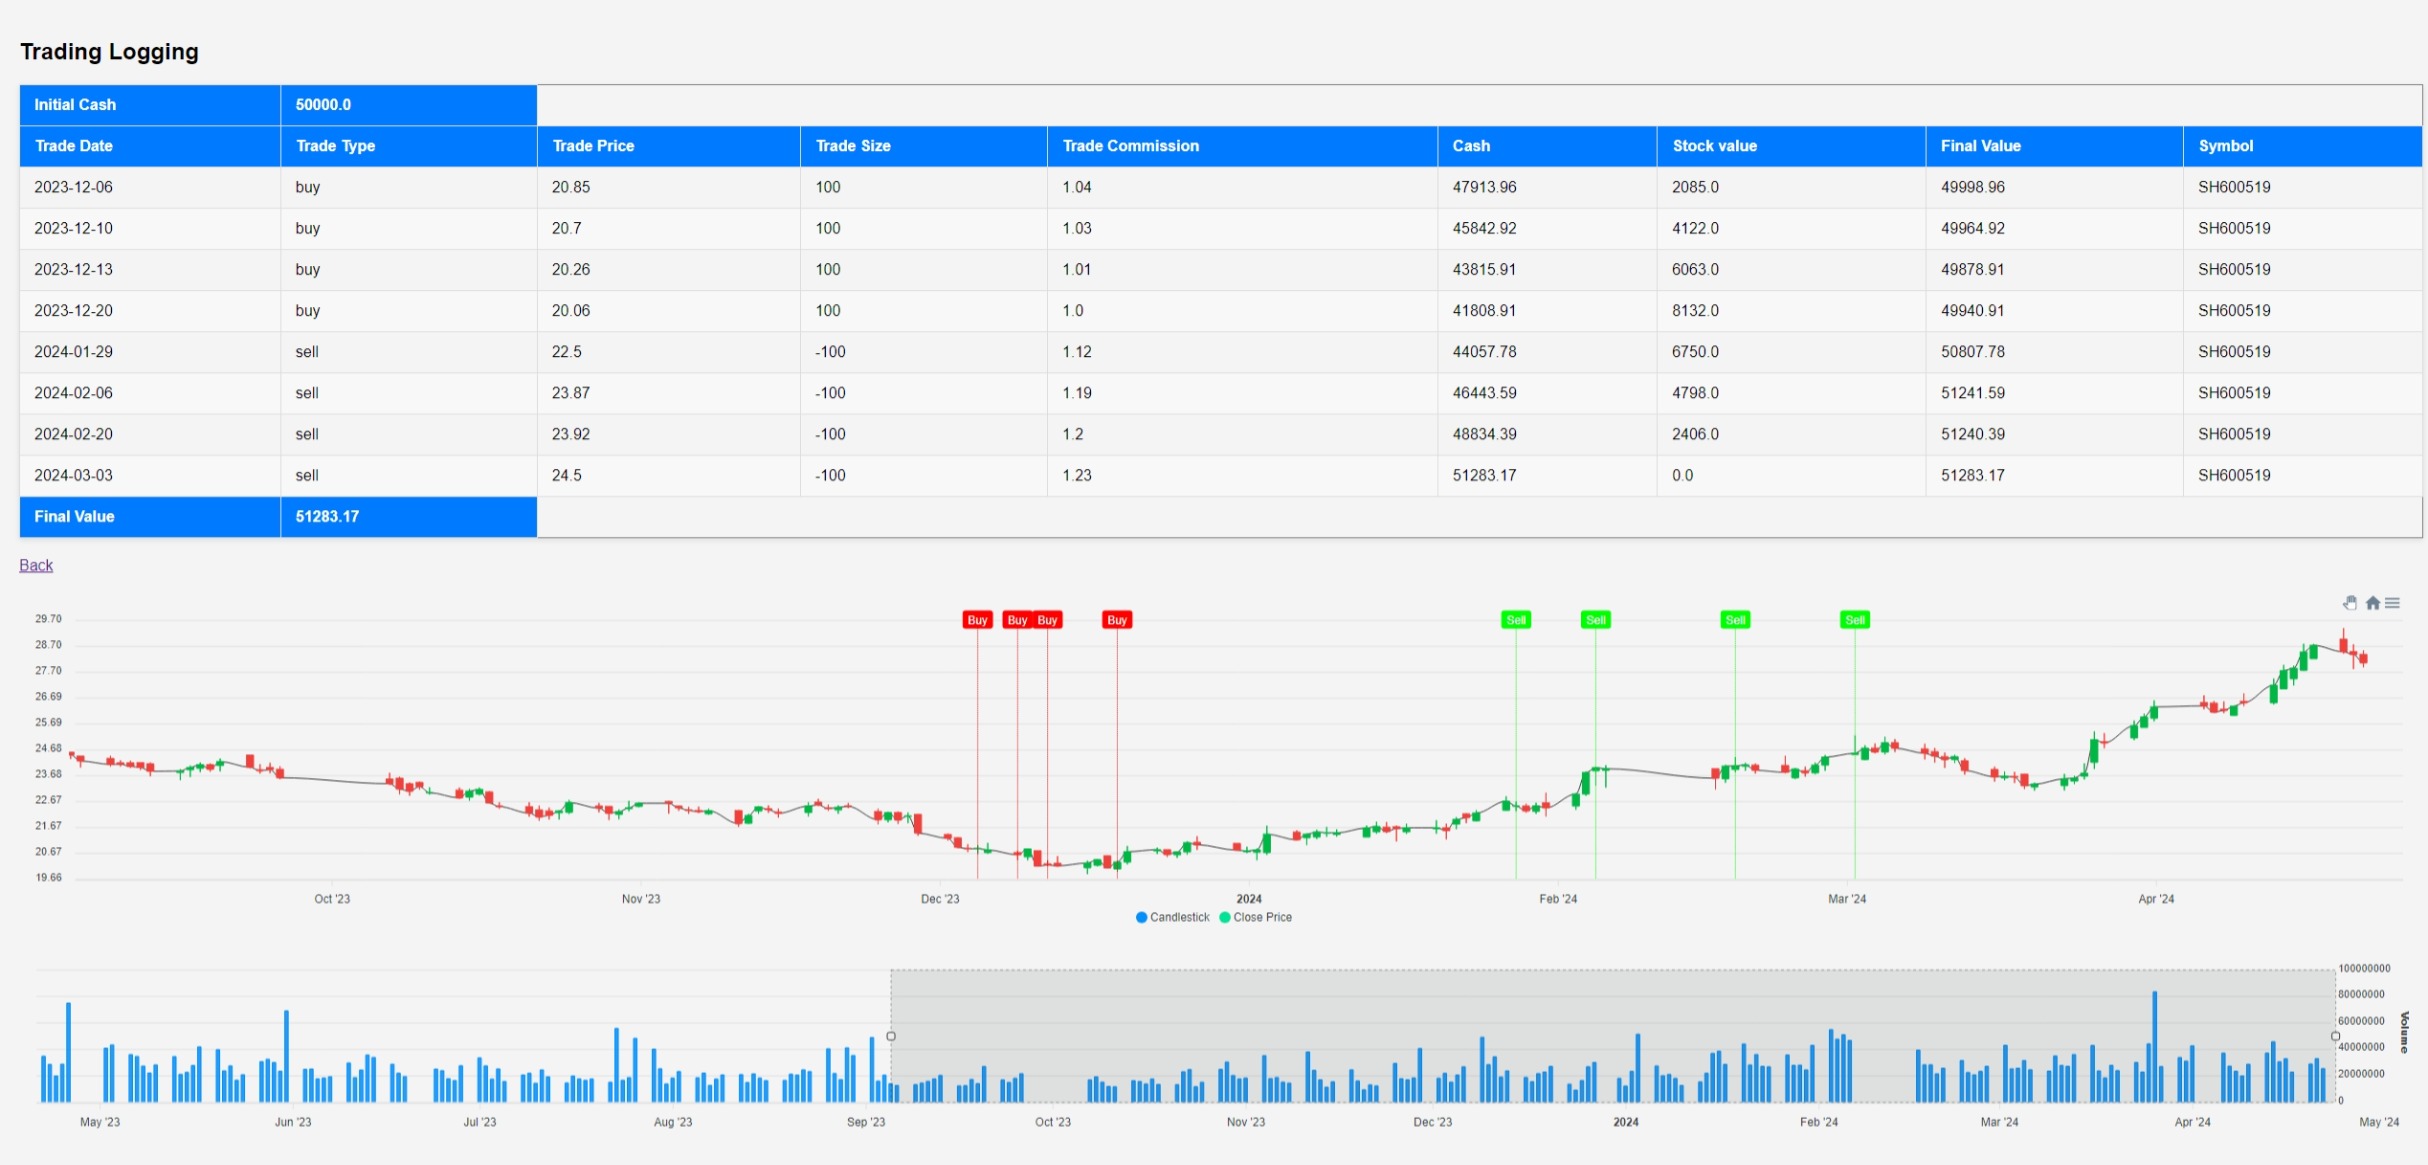 Trading Logging
Initial Cash 50000.0
Trade Date Trade Type Trade Price Trade Size Trade Commission Cash Stock value Final Value Symbol
2023-12-06 buy 20.85 100 1.04 47913.96 2085.0 49998.96 SH600519
2023-12-10 buy 20.7 100 1.03 45842.92 4122.0 49964.92 SH600519
2023-12-13 buy 20.26 100 1.01 43815.91 6063.0 49878.91 SH600519
2023-12-20 buy 20.06 100 1.0 41808.91 8132.0 49940.91 SH600519
2024-01-29 sell 22.5 -100 1.12 44057.78 6750.0 50807.78 SH600519
2024-02-06 sell 23.87 -100 1.19 46443.59 4798.0 51241.59 SH600519
2024-02-20 sell 23.92 -100 1.2 48834.39 2406.0 51240.39 SH600519
2024-03-03 sell 24.5 -100 1.23 51283.17 0.0 51283.17 SH600519
Final Value 51283.17
Back
Buy Buy Buy Buy Sell Sell Sell Sell
29.70
28.70
27.70
26.69
25.69
24.68
23.68
22.67
21.67
20.67
19.66
Oct '23 Nov '23 Dec '23 2024 Feb '24 Mar '24 Apr '24
Candlestick Close Price
100000000
80000000
60000000
40000000
20000000
0
Volume
May '23 Jun '23 Jul '23 Aug '23 Sep '23 Oct '23 Nov '23 Dec '23 2024 Feb '24 Mar '24 Apr '24 May '24